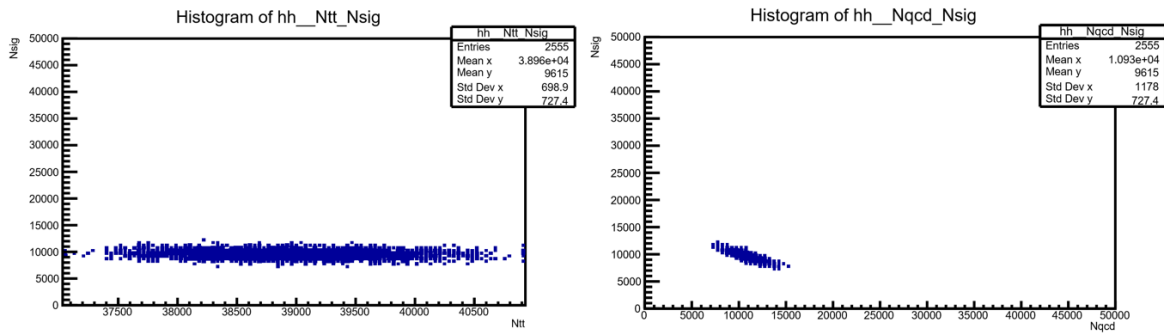 Histogram of hh__Ntt_Nsig
Nsig
50000
45000
40000
35000
30000
25000
20000
15000
10000
5000
0
37500
38000
38500
39000
39500
40000
40500
Ntt
hh__Ntt_Nsig
Entries 2555
Mean x 3.896e+04
Mean y 9615
Std Dev x 698.9
Std Dev y 727.4
Histogram of hh__Nqcd_Nsig
Nsig
50000
45000
40000
35000
30000
25000
20000
15000
10000
5000
0
0
5000
10000
15000
20000
25000
30000
35000
40000
45000
50000
Nqcd
hh__Nqcd_Nsig
Entries 2555
Mean x 1.093e+04
Mean y 9615
Std Dev x 1178
Std Dev y 727.4